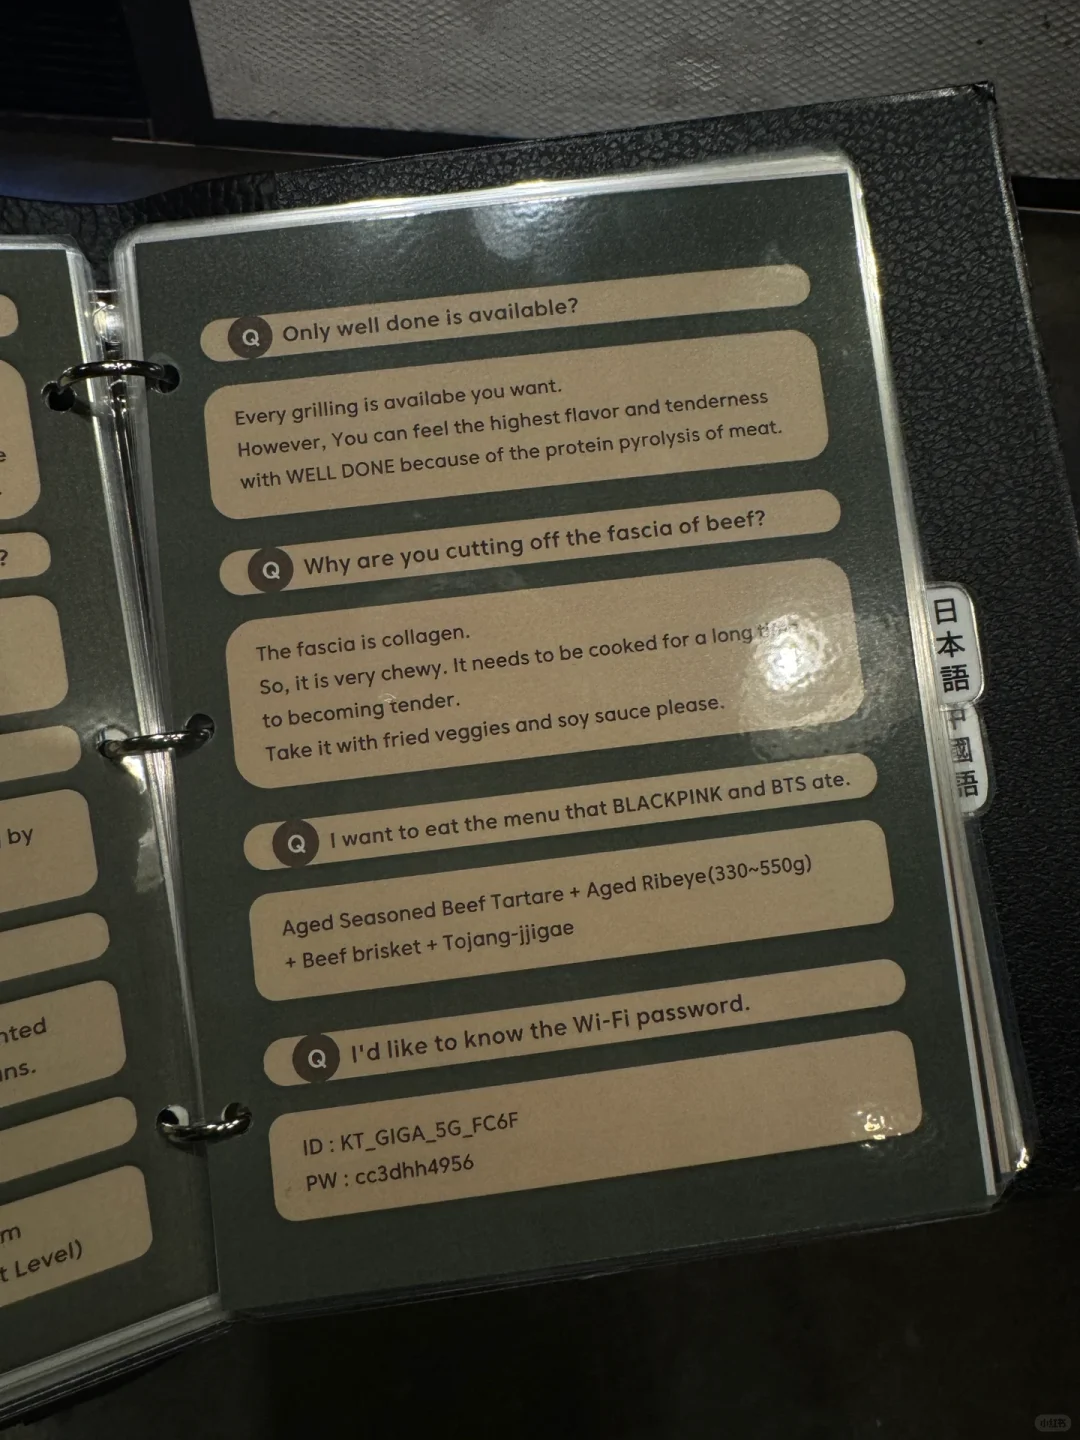 e
.
?
by
nted
ns.
m
t Level)
Q Only well done is available?
Every grilling is availabe you want.
However, You can feel the highest flavor and tenderness
with WELL DONE because of the protein pyrolysis of meat.
Q Why are you cutting off the fascia of beef?
The fascia is collagen.
So, it is very chewy. It needs to be cooked for a long
to becoming tender.
Take it with fried veggies and soy sauce please.
Q I want to eat the menu that BLACKPINK and BTS ate.
Aged Seasoned Beef Tartare + Aged Ribeye(330~550g)
+ Beef brisket + Tojang-jjigae
Q I'd like to know the Wi-Fi password.
ID : KT_GIGA_5G_FC6F
PW : cc3dhh4956
日本語
中國語
小红书